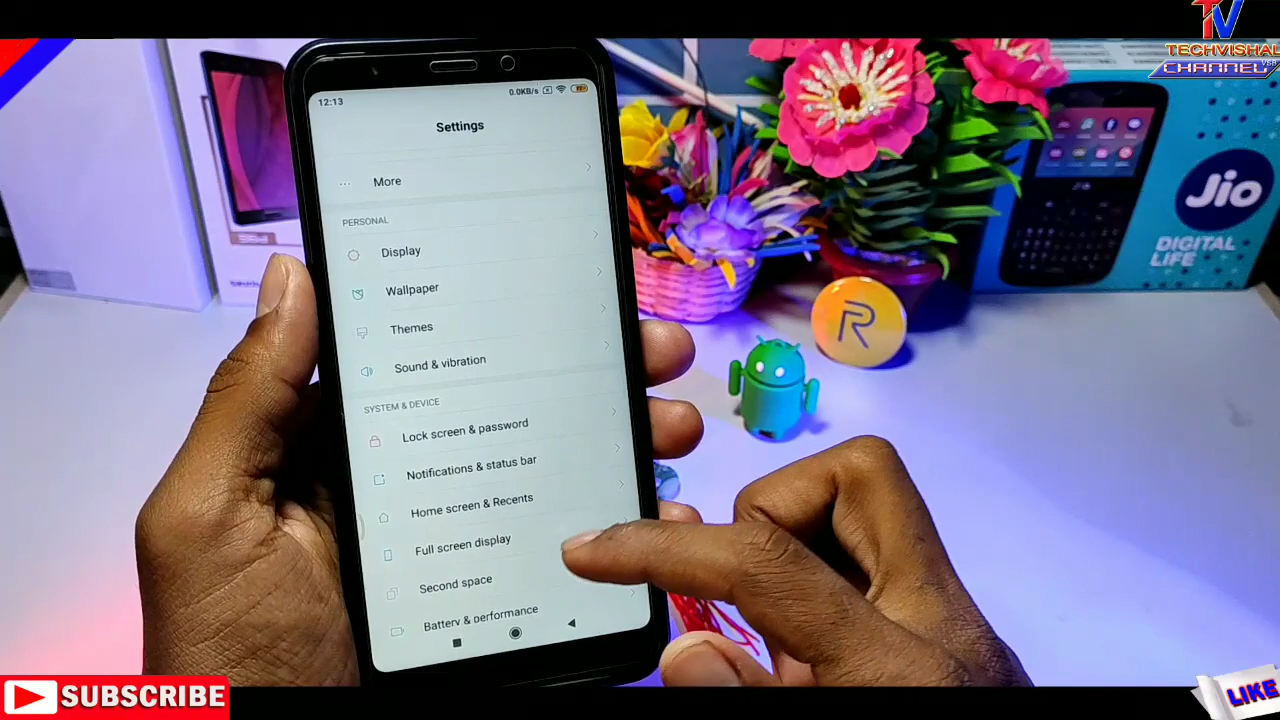 TV
TECHVISHAL
VSB
CHANNEL
12:13
0.0KB/s
Settings
More
PERSONAL
Display
Wallpaper
Themes
Sound & vibration
SYSTEM & DEVICE
Lock screen & password
Notifications & status bar
Home screen & Recents
Full screen display
Second space
Battery & performance
Jio
Jio
DIGITAL
LIFE
R
SUBSCRIBE
LIKE